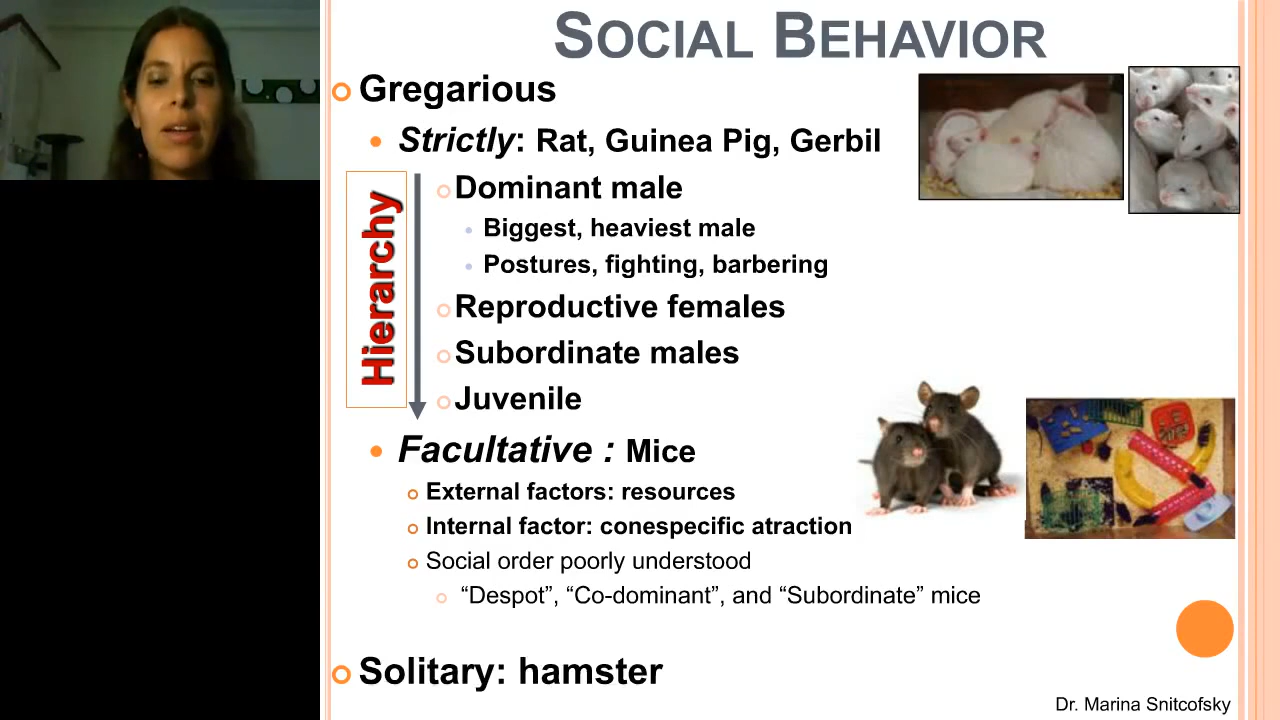 SOCIAL BEHAVIOR
Gregarious
Strictly: Rat, Guinea Pig, Gerbil
Hierarchy
Dominant male
Biggest, heaviest male
Postures, fighting, barbering
Reproductive females
Subordinate males
Juvenile
Facultative : Mice
External factors: resources
Internal factor: conespecific atraction
Social order poorly understood
“Despot”, “Co-dominant”, and “Subordinate” mice
Solitary: hamster
Dr. Marina Snitcofsky